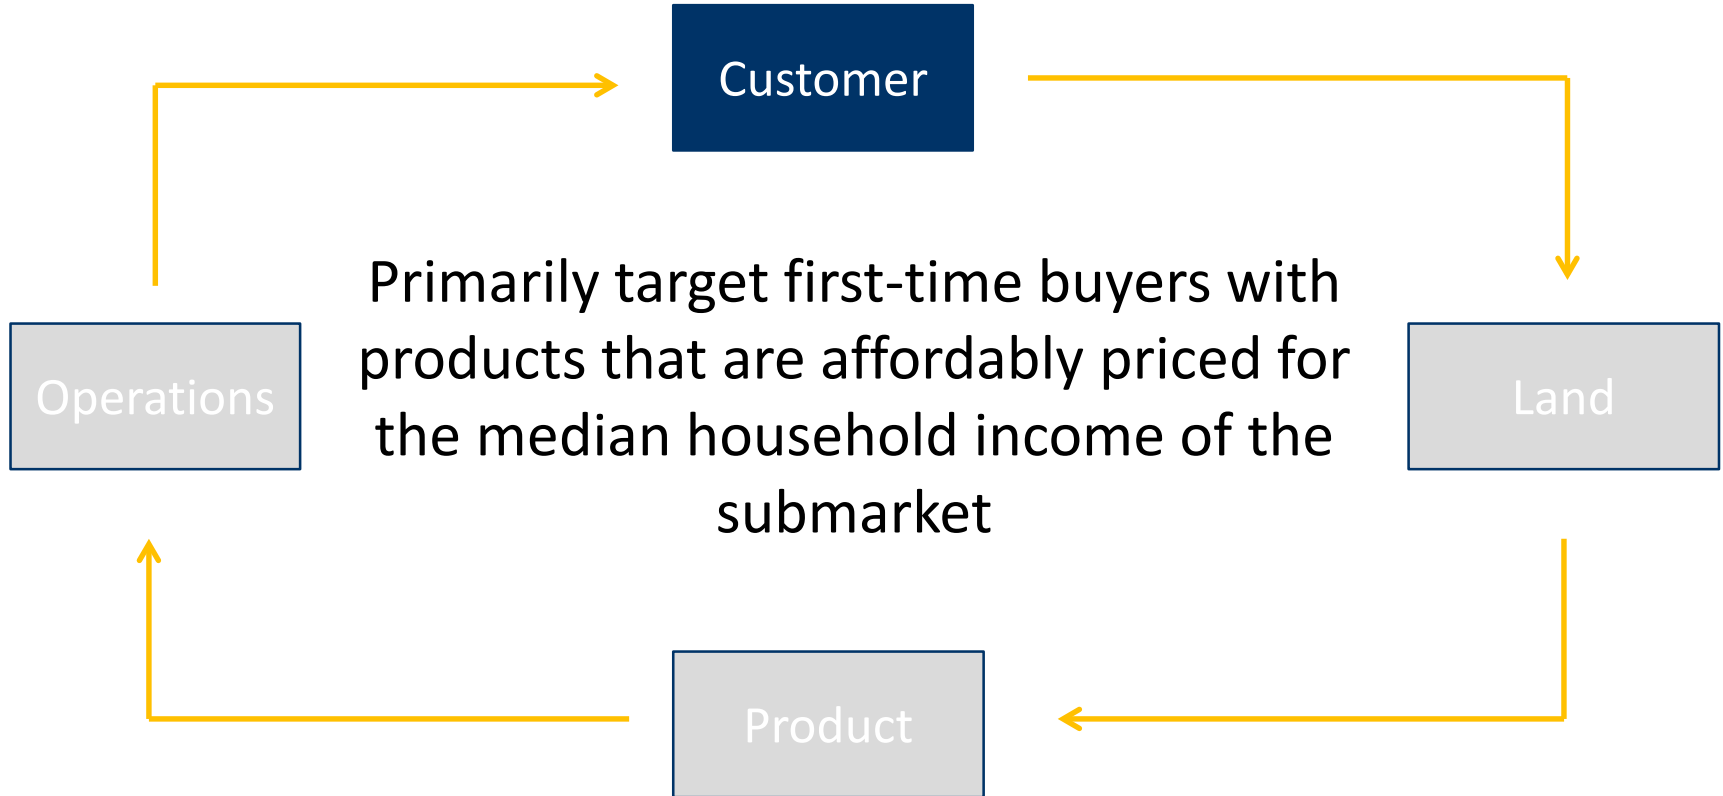 Customer
Primarily target first-time buyers with
products that are affordably priced for
the median household income of the
submarket
Operations
Land
Product